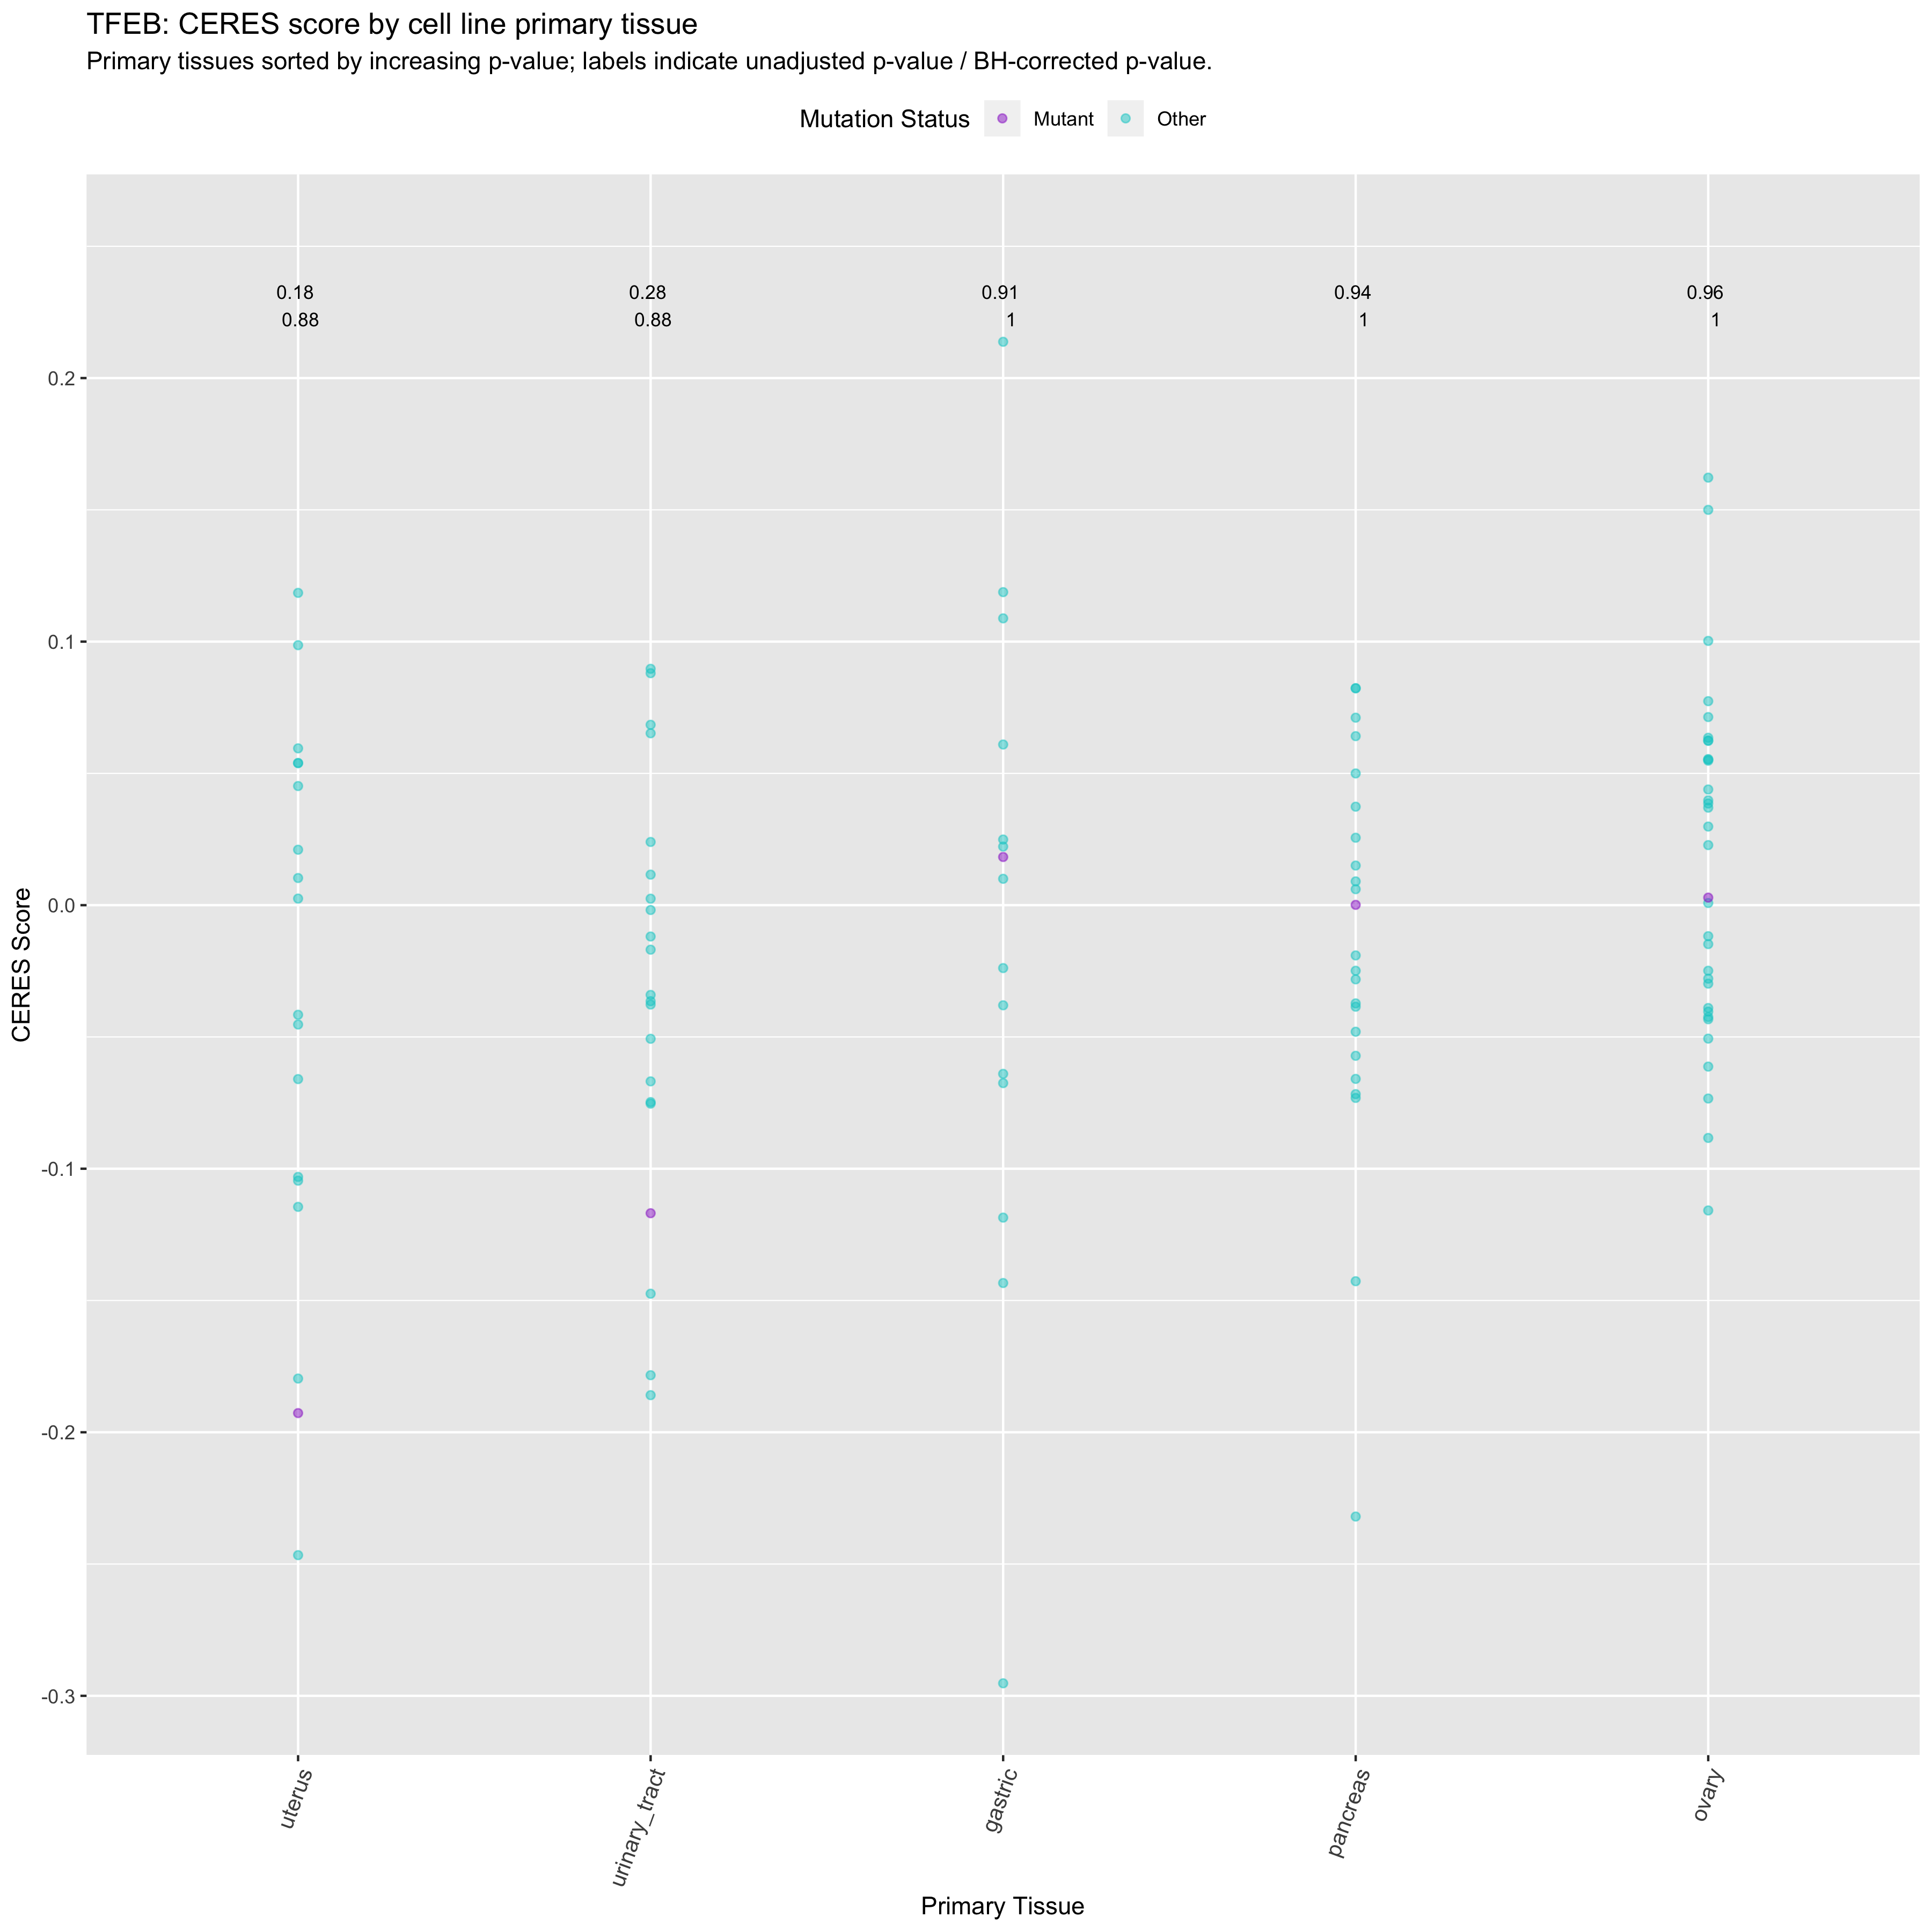 TFEB: CERES score by cell line primary tissue
Primary tissues sorted by increasing p-value; labels indicate unadjusted p-value / BH-corrected p-value.
Mutation Status Mutant Other
0.18 0.28 0.91 0.94 0.96
0.88 0.88 1 1 1
0.2
0.1
0.0
-0.1
-0.2
-0.3
CERES Score
uterus urinary_tract gastric pancreas ovary
Primary Tissue